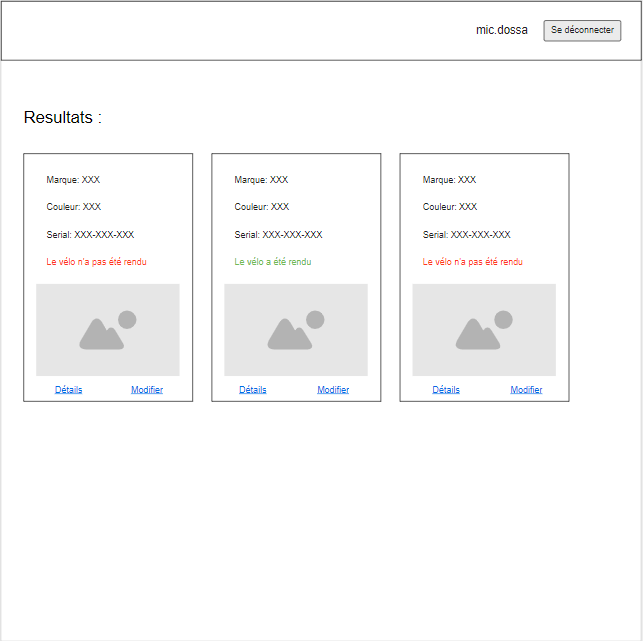 mic.dossa
Se déconnecter
Resultats :
Marque: XXX
Couleur: XXX
Serial: XXX-XXX-XXX
Le vélo n'a pas été rendu
Détails
Modifier
Marque: XXX
Couleur: XXX
Serial: XXX-XXX-XXX
Le vélo a été rendu
Détails
Modifier
Marque: XXX
Couleur: XXX
Serial: XXX-XXX-XXX
Le vélo n'a pas été rendu
Détails
Modifier